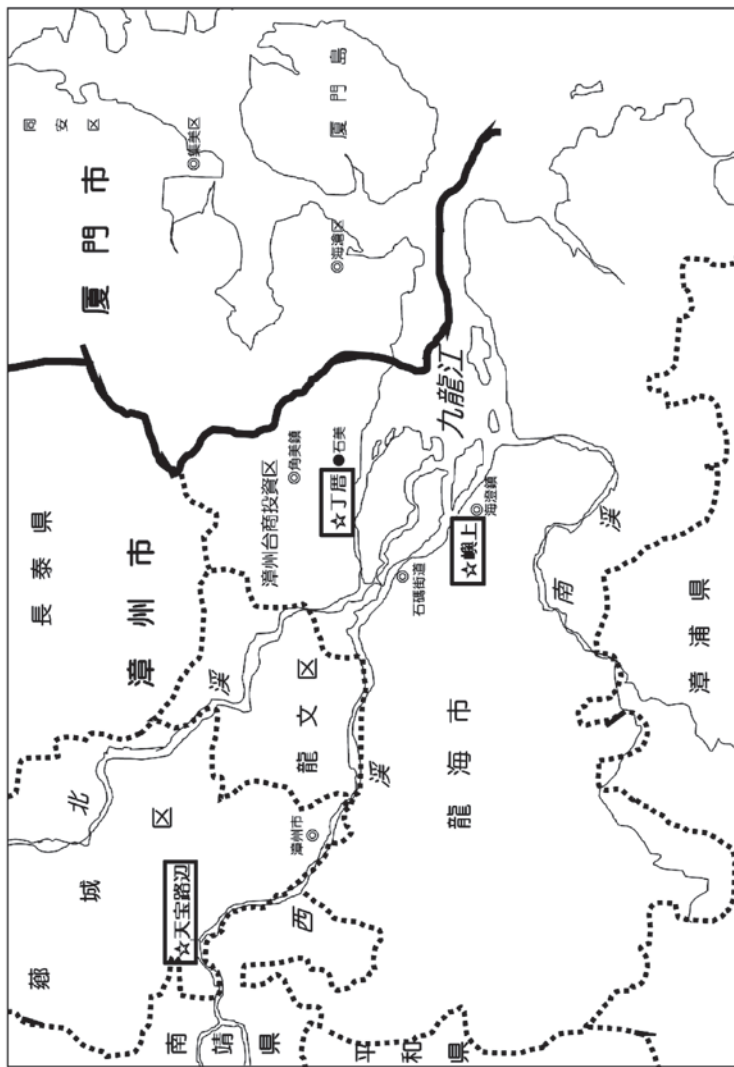 長泰県
漳州市
薌城区
北渓
☆天宝路辺
南靖県
平和県
西渓
◎漳州市
龍文区
龍海市
漳州台商投資区
◎角美鎮
●石美
☆丁厝
◎石碼街道
☆嶼上
◎海澄鎮
九龍江
南渓
漳浦県
厦門市
同安区
◎集美区
◎海滄区
厦門島